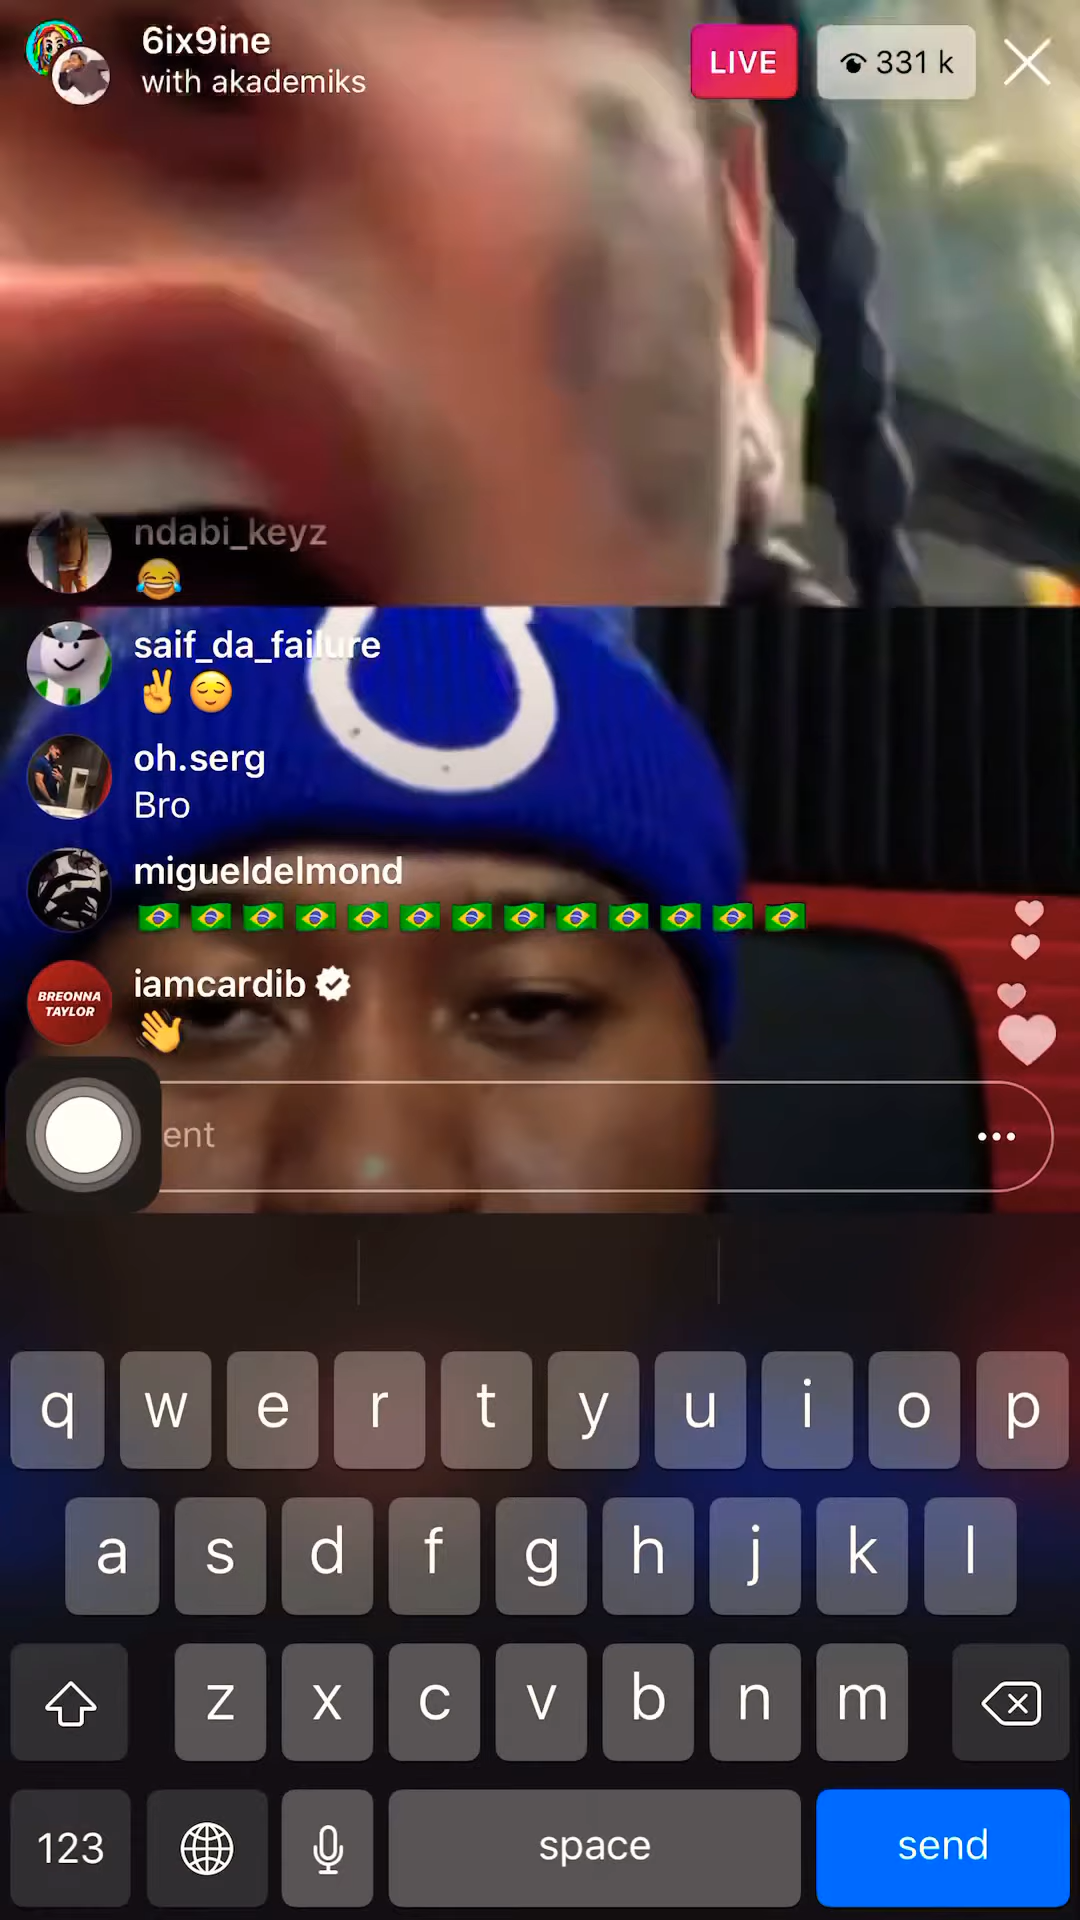 6ix9ine
with akademiks
LIVE
331 k
ndabi_keyz
😂
saif_da_failure
✌️ 😌
oh.serg
Bro
migueldelmond
🇧🇷 🇧🇷 🇧🇷 🇧🇷 🇧🇷 🇧🇷 🇧🇷 🇧🇷 🇧🇷 🇧🇷 🇧🇷 🇧🇷 🇧🇷
BREONNA
TAYLOR
iamcardib
👋
ent
q w e r t y u i o p
a s d f g h j k l
z x c v b n m
123
space
send